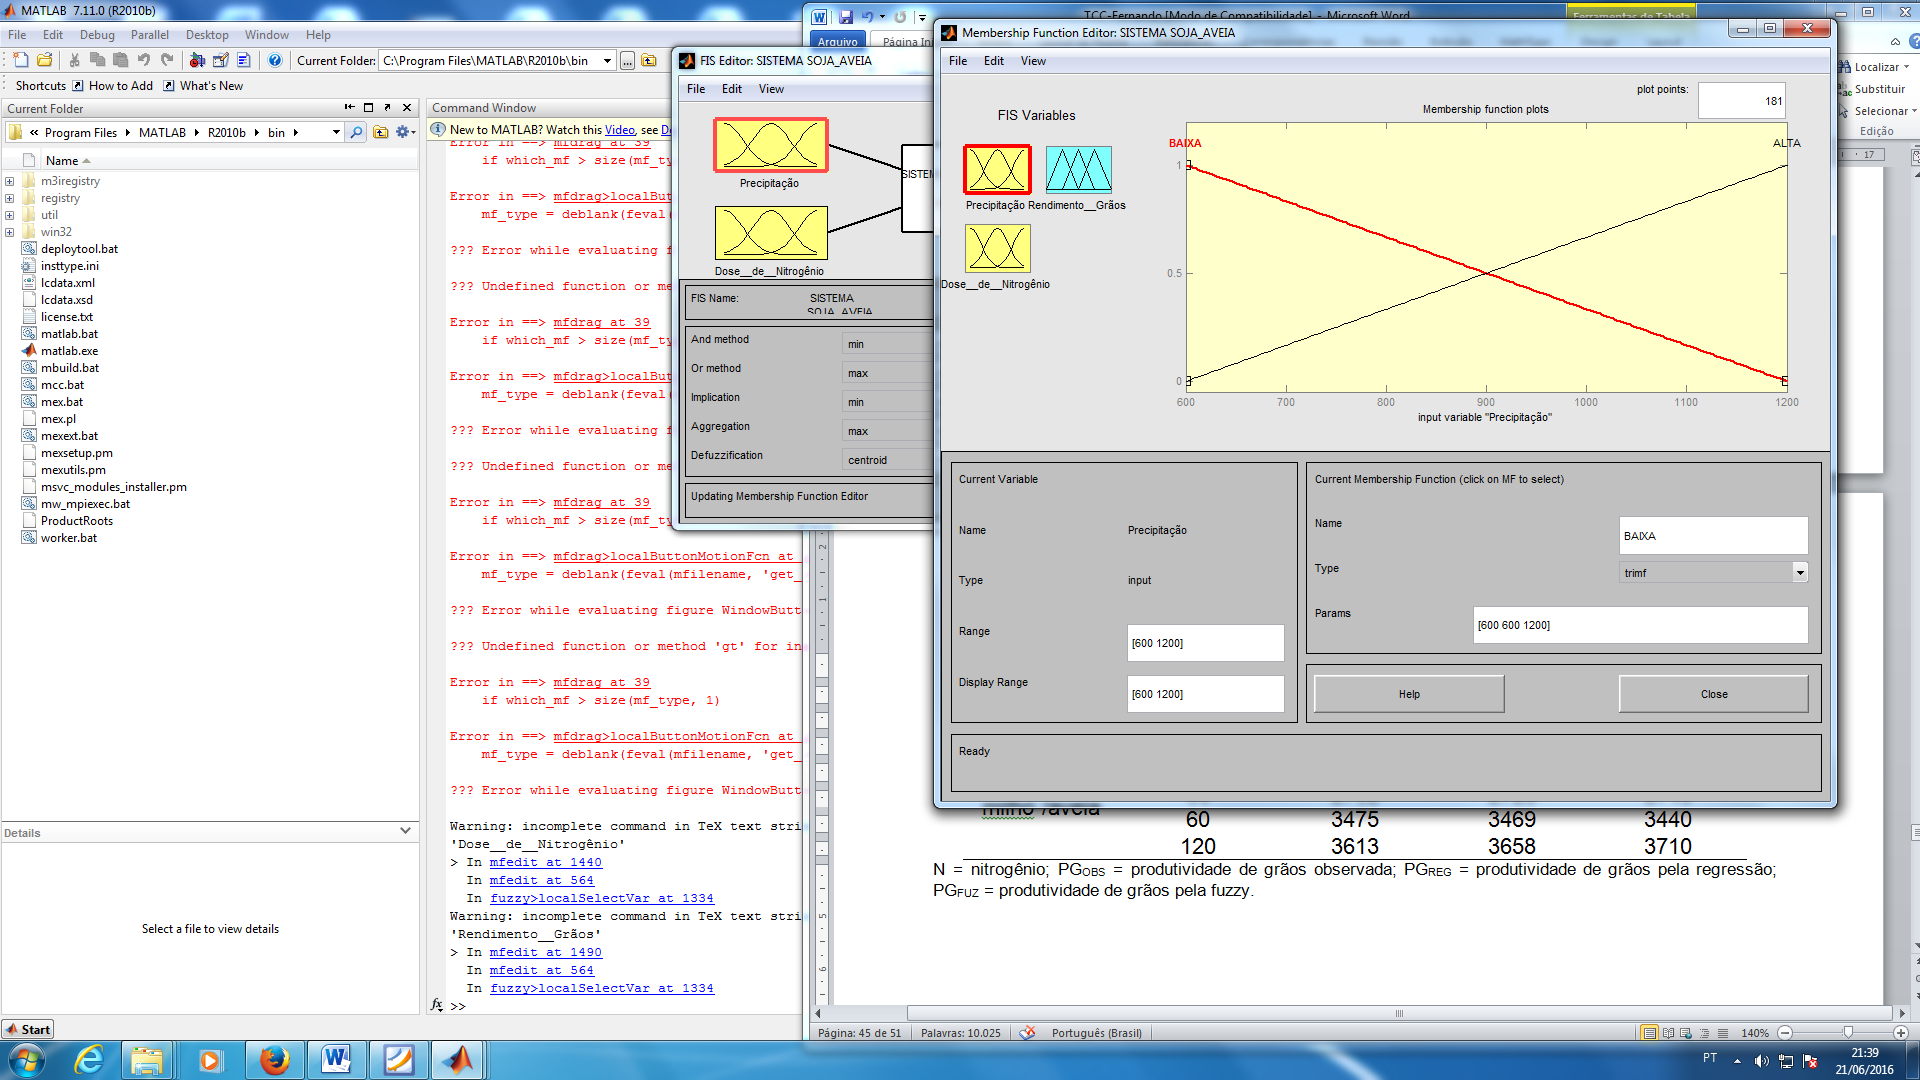 MATLAB 7.11.0 (R2010b)
File Edit Debug Parallel Desktop Window Help
Current Folder: C:\Program Files\MATLAB\R2010b\bin
Shortcuts How to Add What's New
Current Folder
« Program Files MATLAB R2010b bin
Name
m3iregistry
registry
util
win32
deploytool.bat
insttype.ini
lcdata.xml
lcdata.xsd
license.txt
matlab.bat
matlab.exe
mbuild.bat
mcc.bat
mex.bat
mex.pl
mexext.bat
mexsetup.pm
mexutils.pm
msvc_modules_installer.pm
mw_mpiexec.bat
ProductRoots
worker.bat
Details
Select a file to view details
Start
Command Window
New to MATLAB? Watch this Video, see
Error in ==> mfdrag at 39
if which_mf > size(mf_ty
Error in ==> mfdrag>localButt
mf_type = deblank(feval(
??? Error while evaluating f
??? Undefined function or me
Error in ==> mfdrag at 39
if which_mf > size(mf_ty
Error in ==> mfdrag>localButt
mf_type = deblank(feval(
??? Error while evaluating f
??? Undefined function or me
Error in ==> mfdrag at 39
if which_mf > size(mf_ty
Error in ==> mfdrag>localButtonMotionFcn at
mf_type = deblank(feval(mfilename, 'get_
??? Error while evaluating figure WindowButt
??? Undefined function or method 'gt' for in
Error in ==> mfdrag at 39
if which_mf > size(mf_type, 1)
Error in ==> mfdrag>localButtonMotionFcn at
mf_type = deblank(feval(mfilename, 'get_
??? Error while evaluating figure WindowButt
Warning: incomplete command in TeX text stri
'Dose__de__Nitrogênio'
> In mfedit at 1440
In mfedit at 564
In fuzzy>localSelectVar at 1334
Warning: incomplete command in TeX text stri
'Rendimento__Grãos'
> In mfedit at 1490
In mfedit at 564
In fuzzy>localSelectVar at 1334
fx >>
FIS Editor: SISTEMA SOJA_AVEIA
File Edit View
Precipitação
Dose__de__Nitrogênio
SISTEM
FIS Name: SISTEMA
SOJA_AVEIA
And method min
Or method max
Implication min
Aggregation max
Defuzzification centroid
Updating Membership Function Editor
TCC-Fernando [Modo de Compatibilidade] - Microsoft Word
Ferramentas de Tabela
Arquivo Página Iní
Localizar
Substituir
Selecionar
Edição
17
Membership Function Editor: SISTEMA SOJA_AVEIA
File Edit View
FIS Variables
Precipitação Rendimento__Grãos
Dose__de__Nitrogênio
plot points: 181
Membership function plots
BAIXA ALTA
1
0.5
0
600 700 800 900 1000 1100 1200
input variable "Precipitação"
Current Variable
Name Precipitação
Type input
Range [600 1200]
Display Range [600 1200]
Current Membership Function (click on MF to select)
Name BAIXA
Type trimf
Params [600 600 1200]
Help Close
Ready
milho /aveia
60 3475 3469 3440
120 3613 3658 3710
N = nitrogênio; PGOBS = produtividade de grãos observada; PGREG = produtividade de grãos pela regressão;
PGFUZ = produtividade de grãos pela fuzzy.
Página: 45 de 51 Palavras: 10.025 Português (Brasil) 140%
PT 21:39
21/06/2016